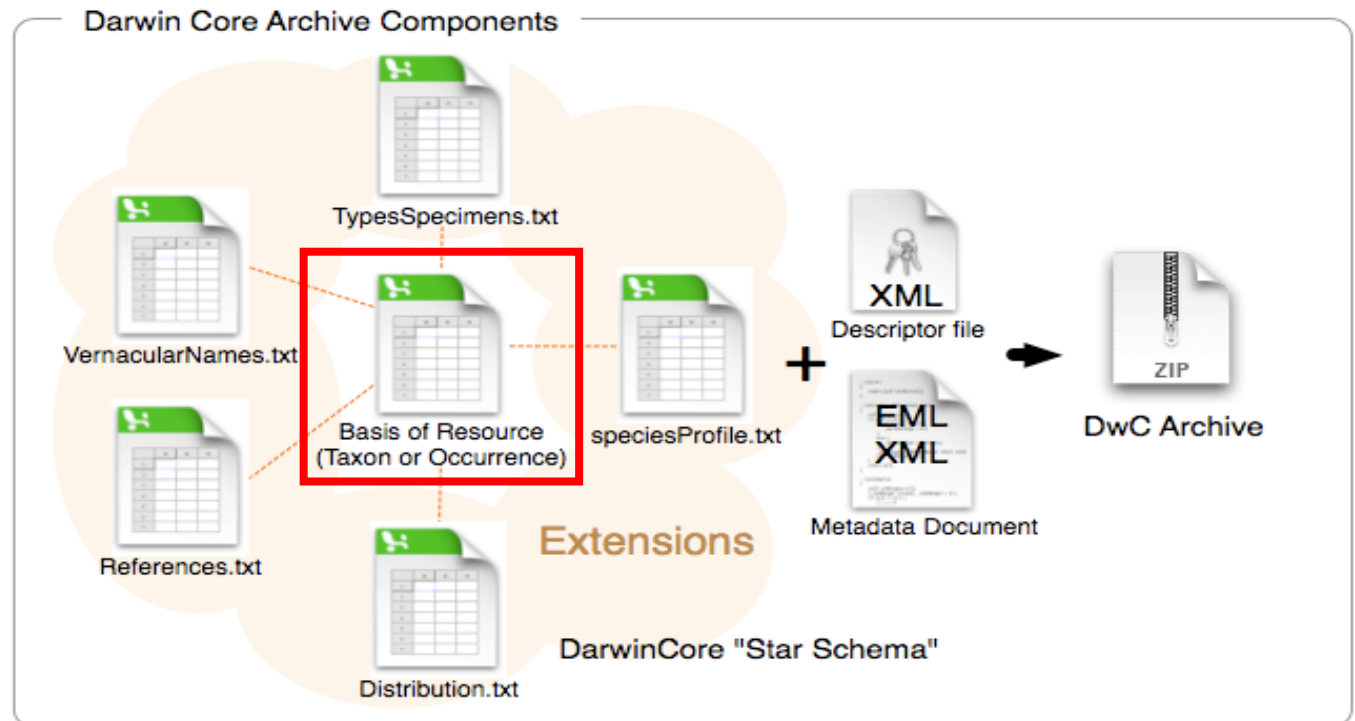 Darwin Core Archive Components
TypesSpecimens.txt
VernacularNames.txt
Basis of Resource
(Taxon or Occurrence)
speciesProfile.txt
References.txt
Distribution.txt
Extensions
DarwinCore "Star Schema"
+
XML
Descriptor file
EML
XML
Metadata Document
ZIP
DwC Archive